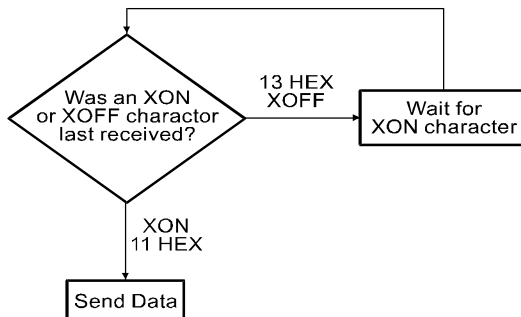 Was an XON
or XOFF charactor
last received?
13 HEX
XOFF
Wait for
XON character
XON
11 HEX
Send Data